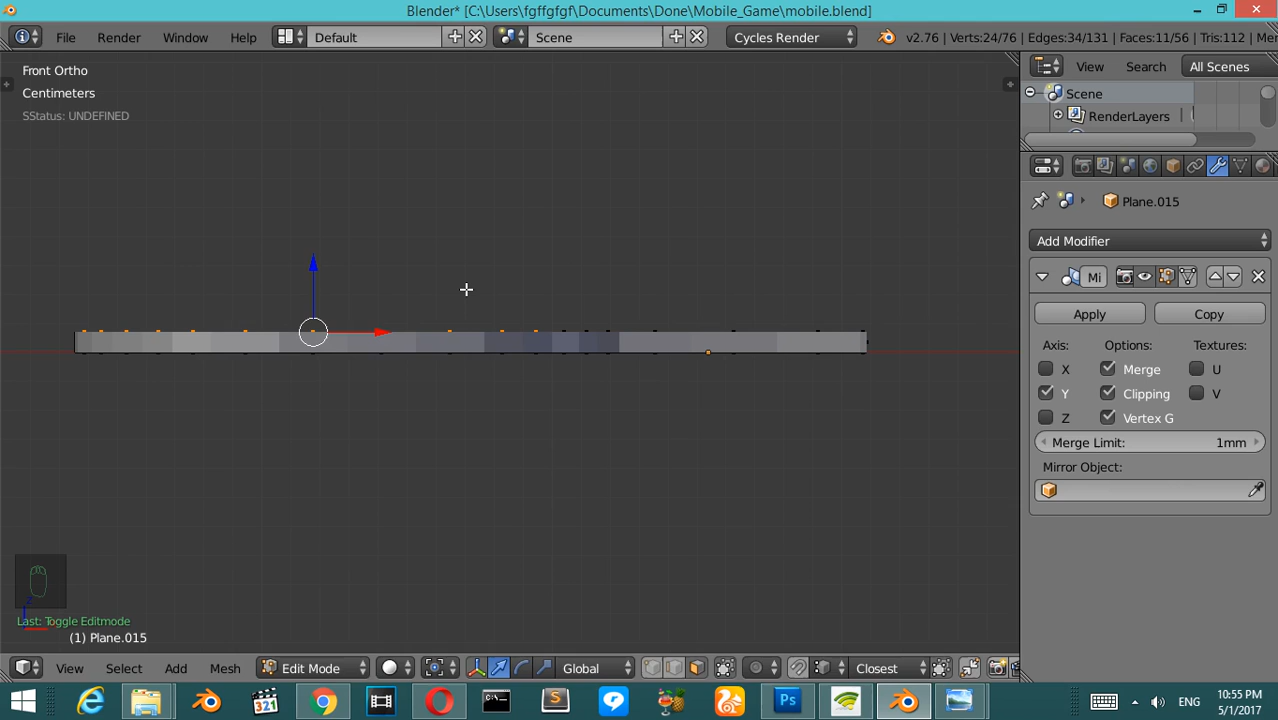 Blender* [C:\Users\fgffgfgf\Documents\Done\Mobile_Game\mobile.blend]
File Render Window Help Default Scene Cycles Render v2.76 | Verts:24/76 | Edges:34/131 | Faces:11/56 | Tris:112 | Mer
Front Ortho
Centimeters
SStatus: UNDEFINED
View Search All Scenes
Scene
RenderLayers
Plane.015
Add Modifier
Mi
Apply Copy
Axis: Options: Textures:
X Merge U
Y Clipping V
Z Vertex G
Merge Limit: 1mm
Mirror Object:
Last: Toggle Editmode
(1) Plane.015
View Select Add Mesh Edit Mode Global Closest
321 Ps ENG
10:55 PM
5/1/2017